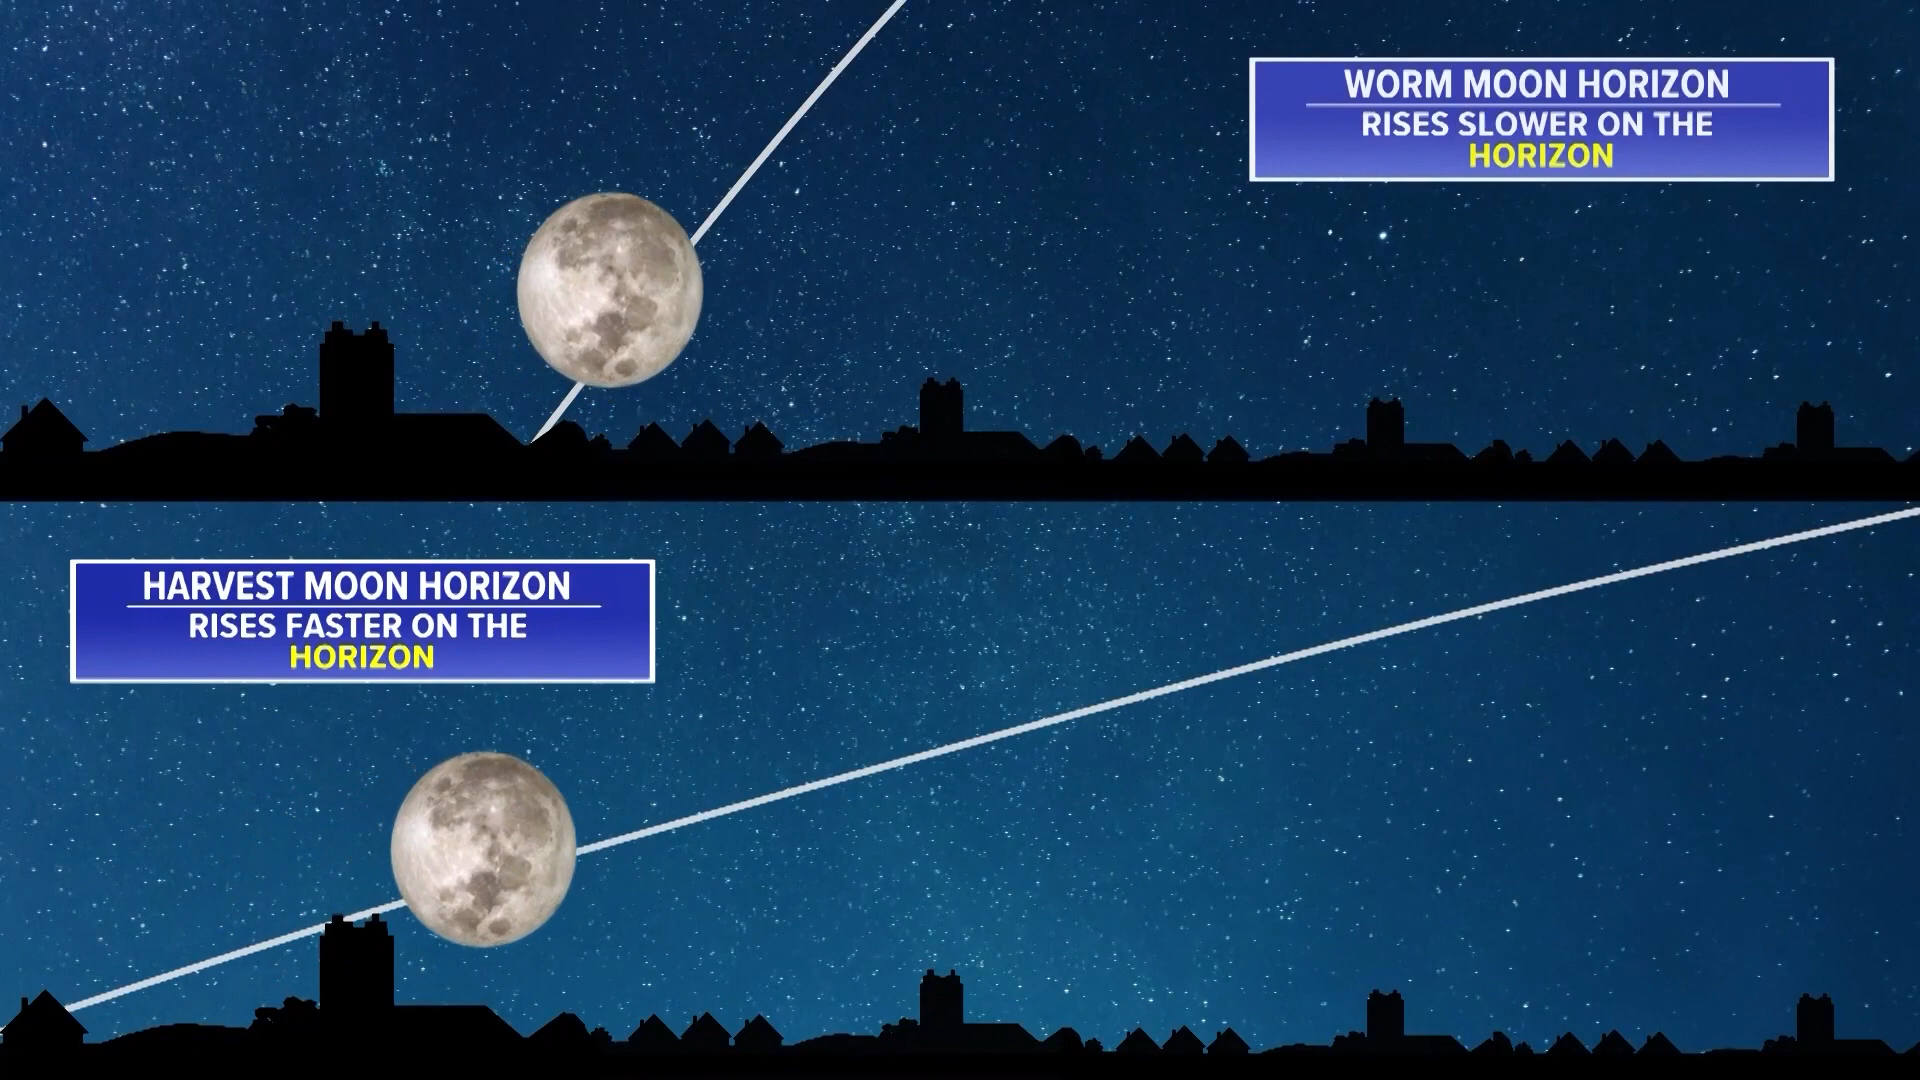 WORM MOON HORIZON
RISES SLOWER ON THE
HORIZON
HARVEST MOON HORIZON
RISES FASTER ON THE
HORIZON